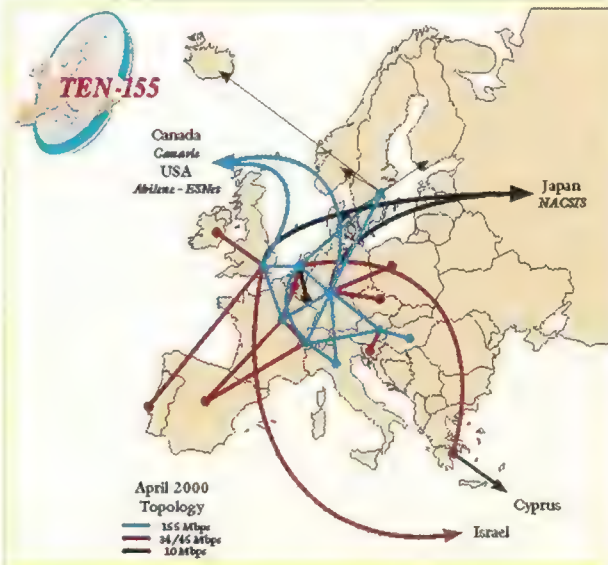 TEN-155
Canada
Canarie
USA
Abilene - ESNet
Japan
NACSIS
April 2000
Topology
155 Mbps
34/45 Mbps
10 Mbps
Cyprus
Israel